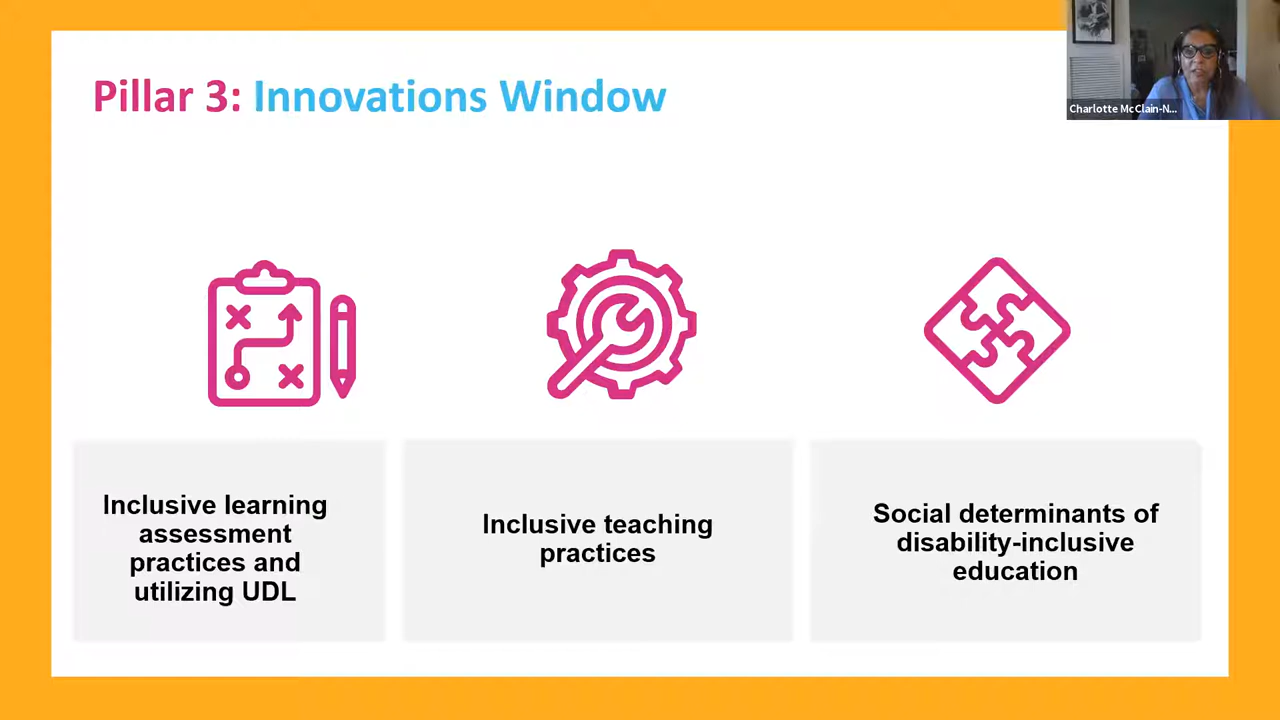 Pillar 3: Innovations Window
Charlotte McClain-N...
Inclusive learning
assessment
practices and
utilizing UDL
Inclusive teaching
practices
Social determinants of
disability-inclusive
education